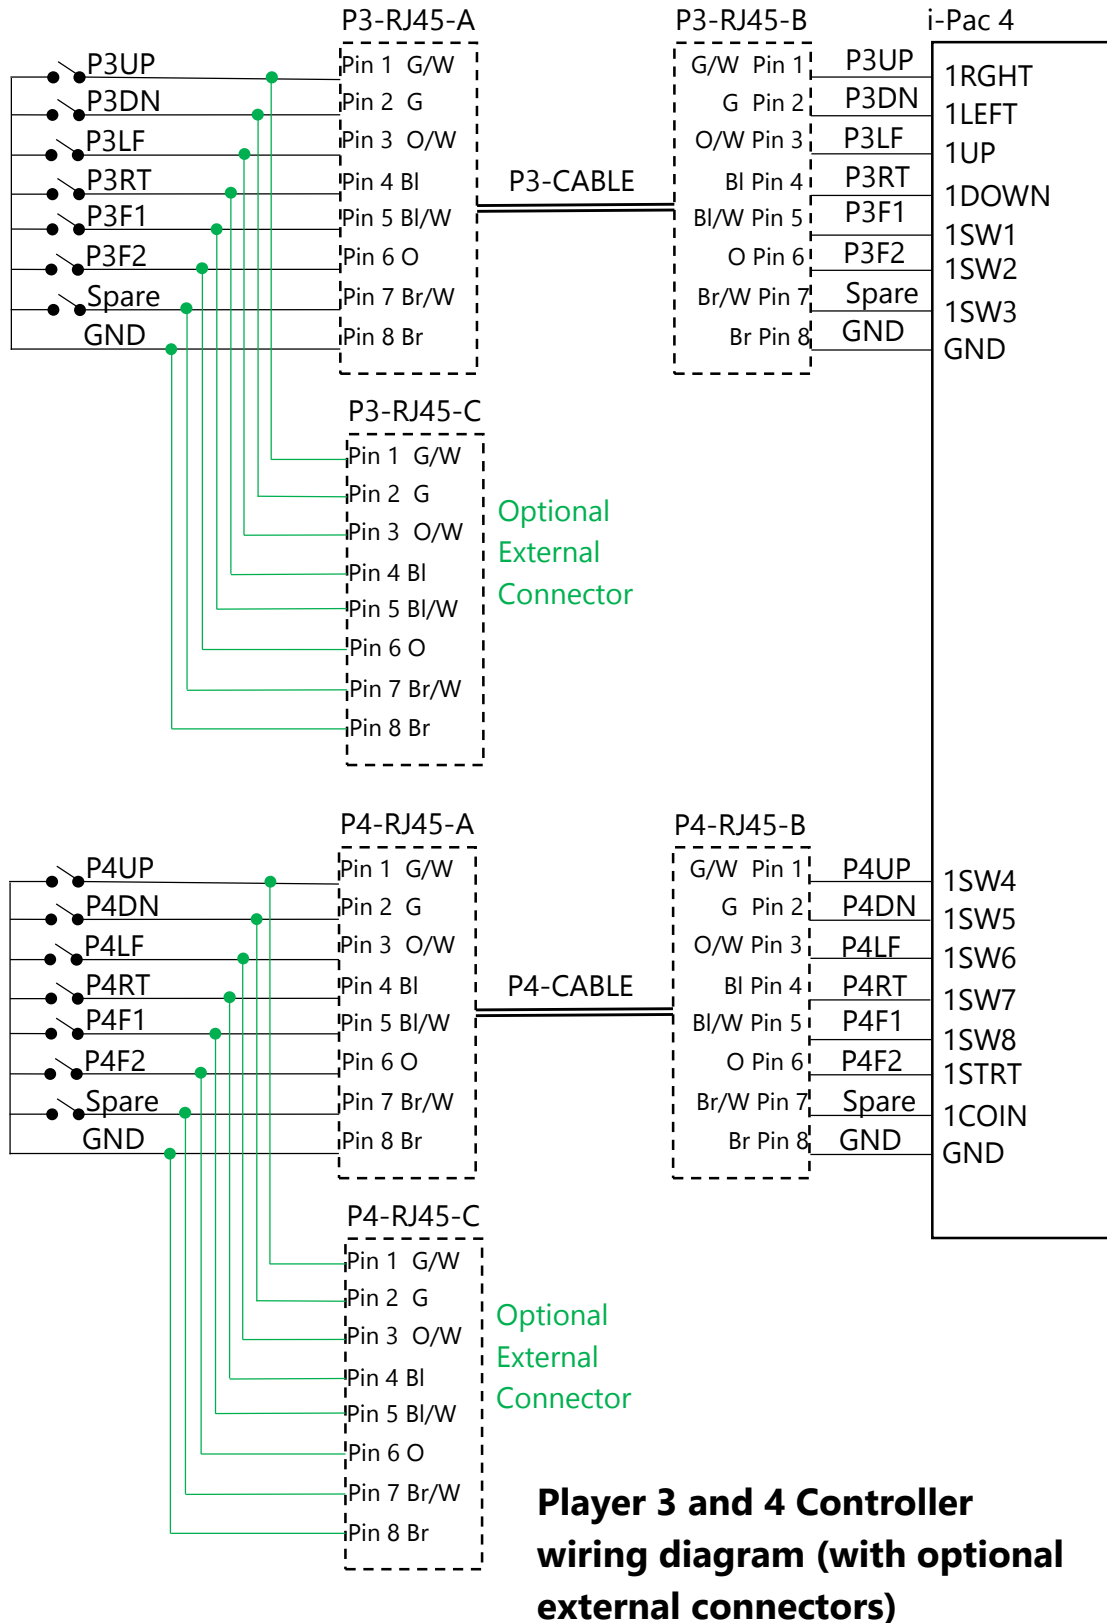 P3-RJ45-A
P3-RJ45-B
i-Pac 4
P3UP
Pin 1 G/W
G/W Pin 1
P3UP
1RGHT
P3DN
Pin 2 G
G Pin 2
P3DN
1LEFT
P3LF
Pin 3 O/W
O/W Pin 3
P3LF
1UP
P3RT
Pin 4 Bl
P3-CABLE
Bl Pin 4
P3RT
1DOWN
P3F1
Pin 5 Bl/W
Bl/W Pin 5
P3F1
1SW1
P3F2
Pin 6 O
O Pin 6
P3F2
1SW2
Spare
Pin 7 Br/W
Br/W Pin 7
Spare
1SW3
GND
Pin 8 Br
Br Pin 8
GND
GND
P3-RJ45-C
Pin 1 G/W
Pin 2 G
Pin 3 O/W
Pin 4 Bl
Pin 5 Bl/W
Pin 6 O
Pin 7 Br/W
Pin 8 Br
Optional
External
Connector
P4-RJ45-A
P4-RJ45-B
P4UP
Pin 1 G/W
G/W Pin 1
P4UP
1SW4
P4DN
Pin 2 G
G Pin 2
P4DN
1SW5
P4LF
Pin 3 O/W
O/W Pin 3
P4LF
1SW6
P4RT
Pin 4 Bl
P4-CABLE
Bl Pin 4
P4RT
1SW7
P4F1
Pin 5 Bl/W
Bl/W Pin 5
P4F1
1SW8
P4F2
Pin 6 O
O Pin 6
P4F2
1STRT
Spare
Pin 7 Br/W
Br/W Pin 7
Spare
1COIN
GND
Pin 8 Br
Br Pin 8
GND
GND
P4-RJ45-C
Pin 1 G/W
Pin 2 G
Pin 3 O/W
Pin 4 Bl
Pin 5 Bl/W
Pin 6 O
Pin 7 Br/W
Pin 8 Br
Optional
External
Connector
Player 3 and 4 Controller
wiring diagram (with optional
external connectors)